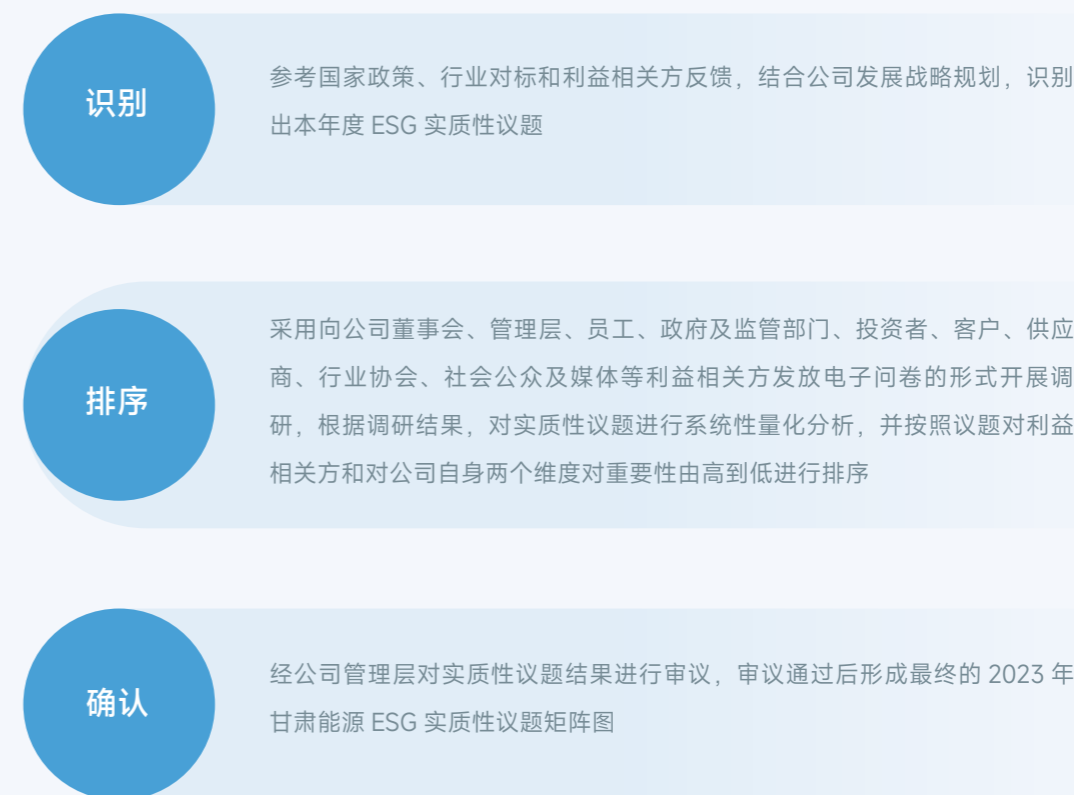 识别
参考国家政策、行业对标和利益相关方反馈，结合公司发展战略规划，识别
出本年度 ESG 实质性议题
排序
采用向公司董事会、管理层、员工、政府及监管部门、投资者、客户、供应
商、行业协会、社会公众及媒体等利益相关方发放电子问卷的形式开展调
研，根据调研结果，对实质性议题进行系统性量化分析，并按照议题对利益
相关方和对公司自身两个维度对重要性由高到低进行排序
确认
经公司管理层对实质性议题结果进行审议，审议通过后形成最终的 2023 年
甘肃能源 ESG 实质性议题矩阵图